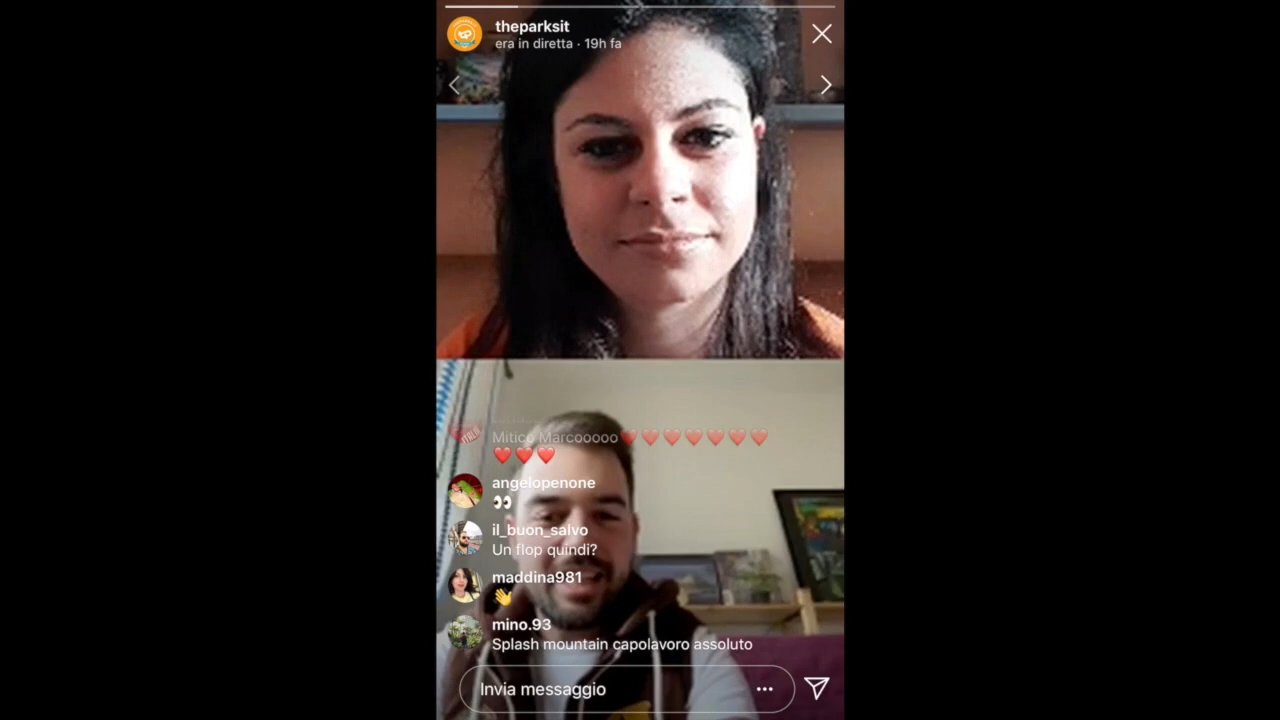 theparksit
era in diretta · 19h fa
Mitico Marcooooo❤️❤️❤️❤️❤️❤️❤️
❤️❤️❤️
angelopenone
👀
il_buon_salvo
Un flop quindi?
maddina981
👋
mino.93
Splash mountain capolavoro assoluto
Invia messaggio